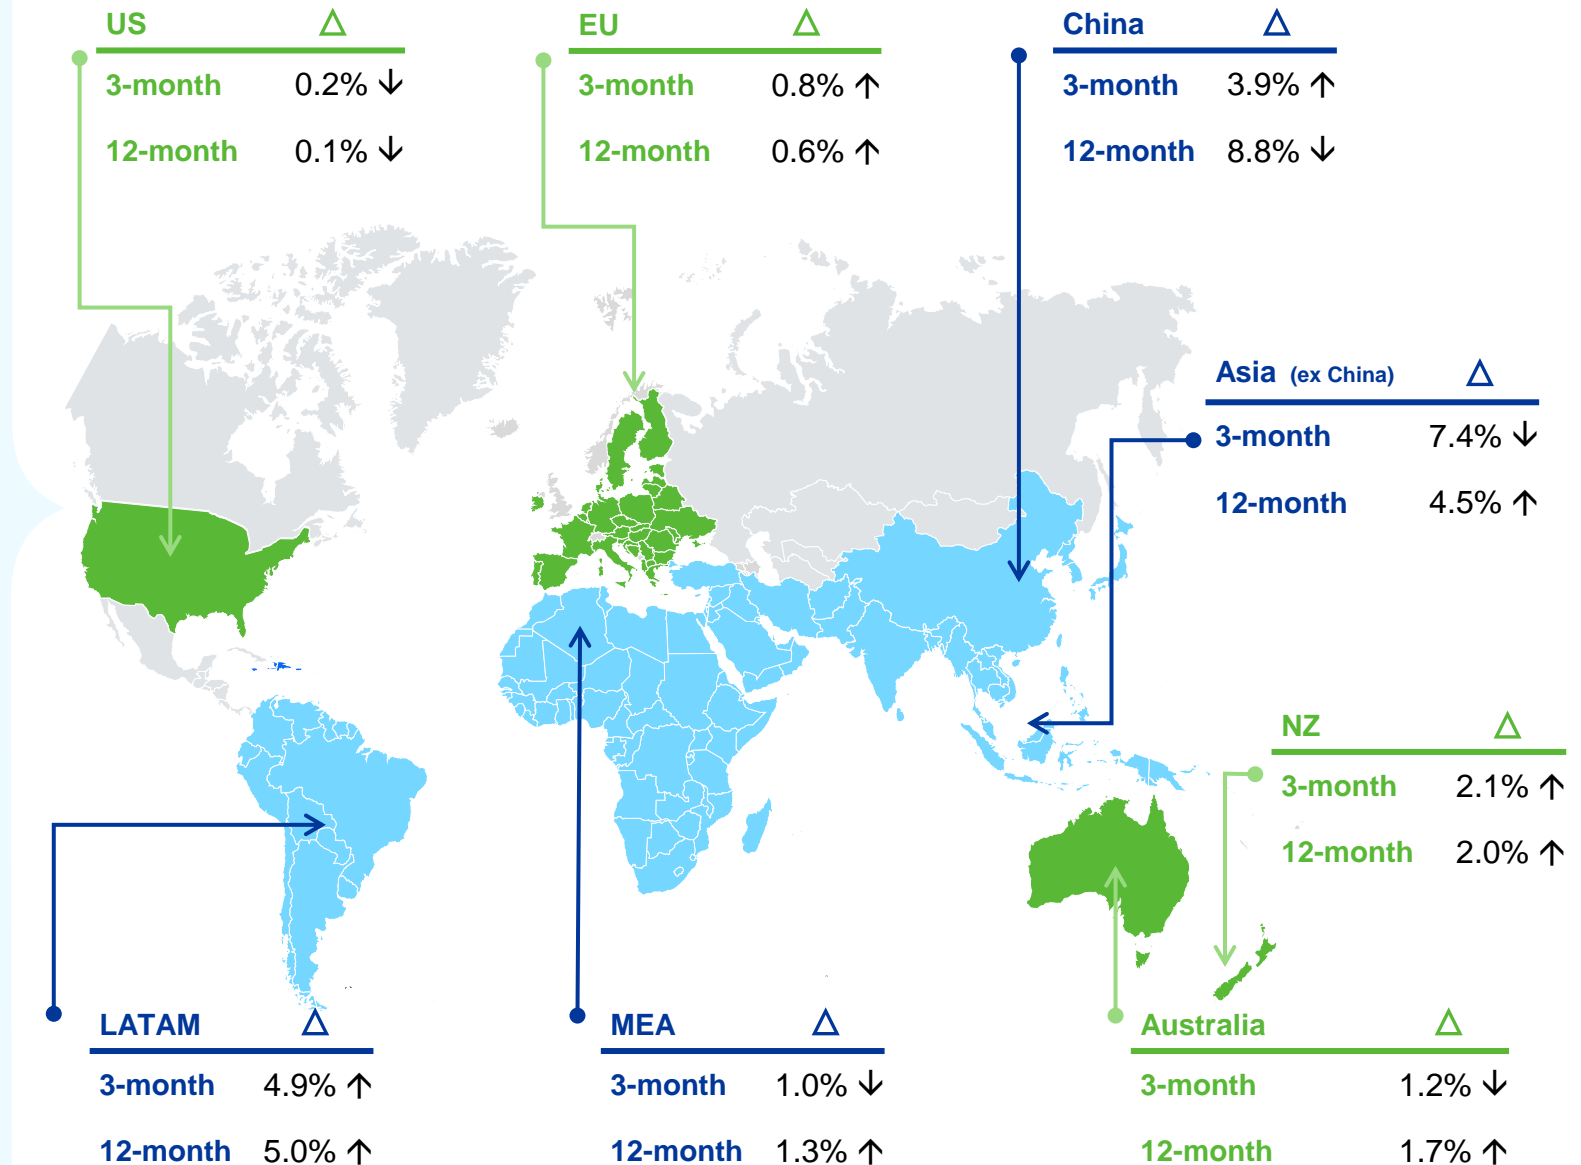 US △
3-month 0.2% ↓
12-month 0.1% ↓
EU △
3-month 0.8% ↑
12-month 0.6% ↑
China △
3-month 3.9% ↑
12-month 8.8% ↓
Asia (ex China) △
3-month 7.4% ↓
12-month 4.5% ↑
NZ △
3-month 2.1% ↑
12-month 2.0% ↑
LATAM △
3-month 4.9% ↑
12-month 5.0% ↑
MEA △
3-month 1.0% ↓
12-month 1.3% ↑
Australia △
3-month 1.2% ↓
12-month 1.7% ↑